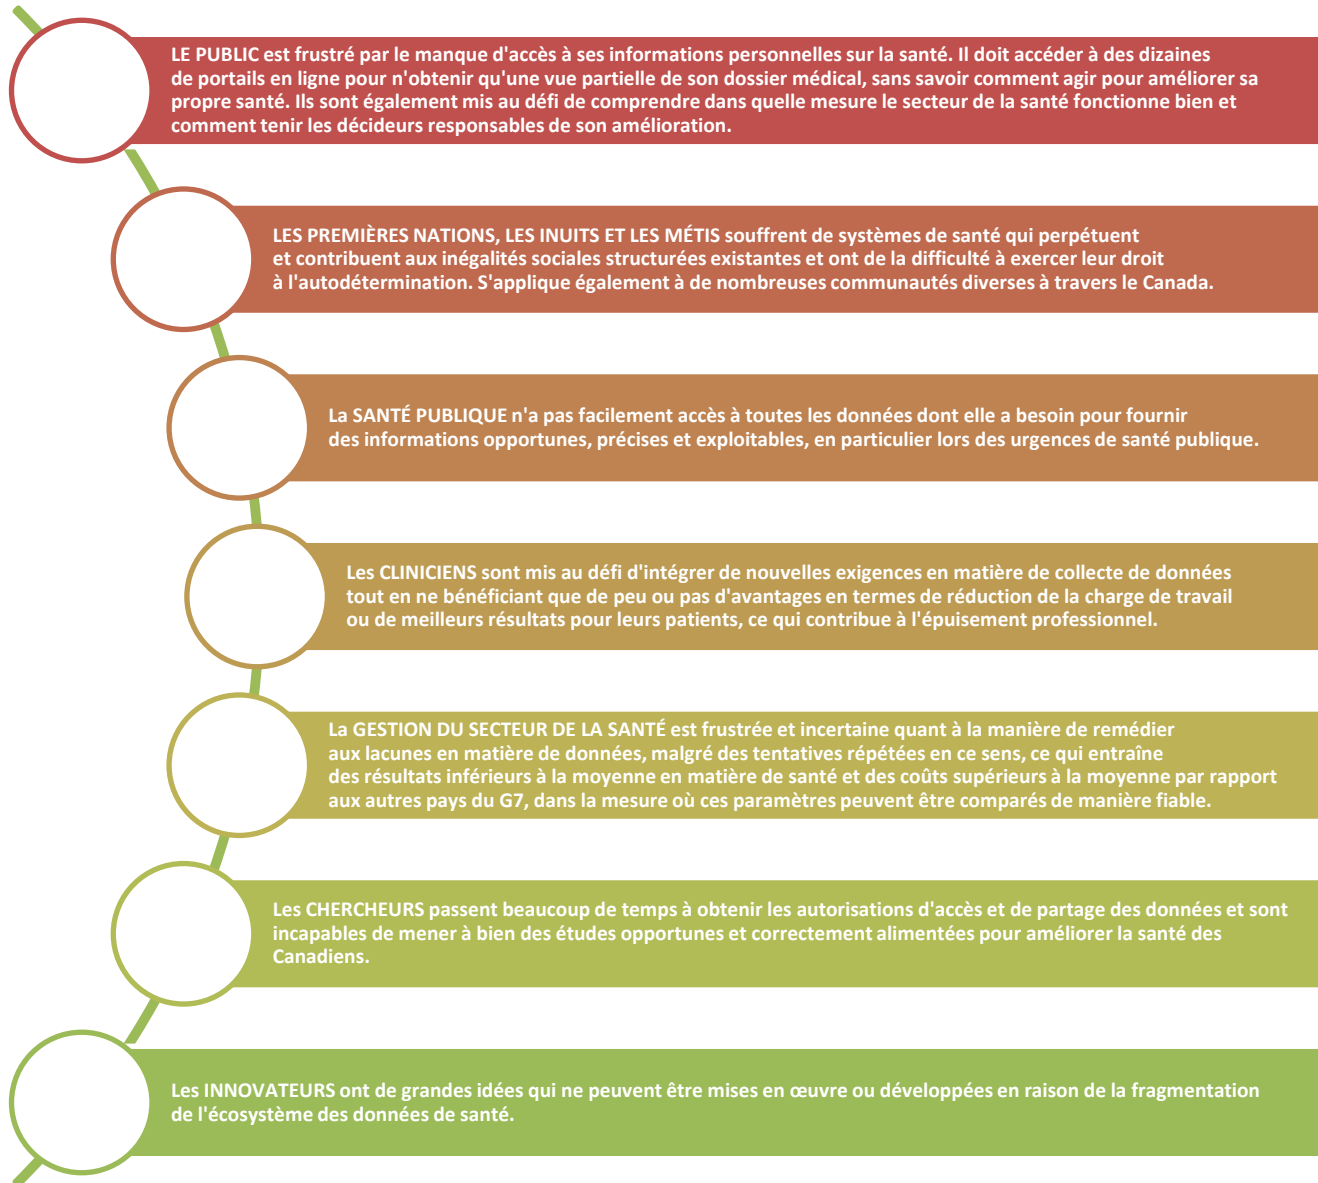 LE PUBLIC est frustré par le manque d'accès à ses informations personnelles sur la santé. Il doit accéder à des dizaines
de portails en ligne pour n'obtenir qu'une vue partielle de son dossier médical, sans savoir comment agir pour améliorer sa
propre santé. Ils sont également mis au défi de comprendre dans quelle mesure le secteur de la santé fonctionne bien et
comment tenir les décideurs responsables de son amélioration.
LES PREMIÈRES NATIONS, LES INUITS ET LES MÉTIS souffrent de systèmes de santé qui perpétuent
et contribuent aux inégalités sociales structurées existantes et ont de la difficulté à exercer leur droit
à l'autodétermination. S'applique également à de nombreuses communautés diverses à travers le Canada.
La SANTÉ PUBLIQUE n'a pas facilement accès à toutes les données dont elle a besoin pour fournir
des informations opportunes, précises et exploitables, en particulier lors des urgences de santé publique.
Les CLINICIENS sont mis au défi d'intégrer de nouvelles exigences en matière de collecte de données
tout en ne bénéficiant que de peu ou pas d'avantages en termes de réduction de la charge de travail
ou de meilleurs résultats pour leurs patients, ce qui contribue à l'épuisement professionnel.
La GESTION DU SECTEUR DE LA SANTÉ est frustrée et incertaine quant à la manière de remédier
aux lacunes en matière de données, malgré des tentatives répétées en ce sens, ce qui entraîne
des résultats inférieurs à la moyenne en matière de santé et des coûts supérieurs à la moyenne par rapport
aux autres pays du G7, dans la mesure où ces paramètres peuvent être comparés de manière fiable.
Les CHERCHEURS passent beaucoup de temps à obtenir les autorisations d'accès et de partage des données et sont
incapables de mener à bien des études opportunes et correctement alimentées pour améliorer la santé des
Canadiens.
Les INNOVATEURS ont de grandes idées qui ne peuvent être mises en œuvre ou développées en raison de la fragmentation
de l'écosystème des données de santé.